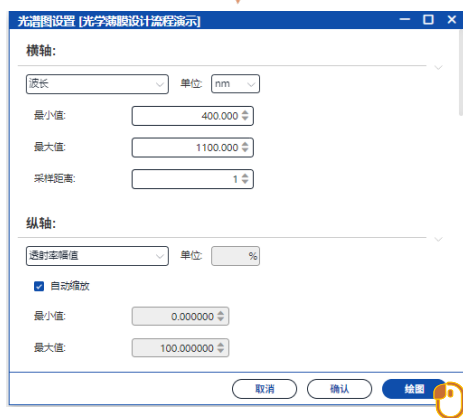 光谱图设置 [光学薄膜设计流程演示]
横轴:
波长 单位: nm
最小值: 400.000
最大值: 1100.000
采样距离: 1
纵轴:
透射率幅值 单位: %
自动缩放
最小值: 0.000000
最大值: 100.000000
取消 确认 绘图